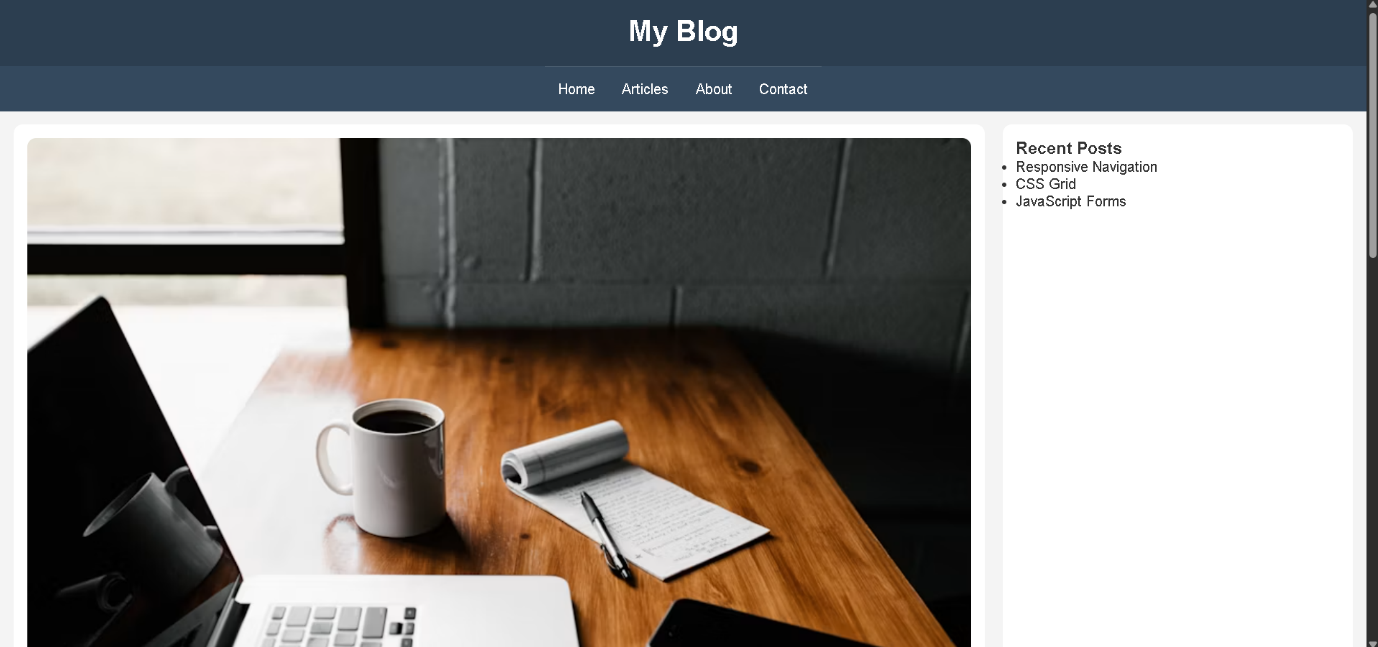 My Blog
Home Articles About Contact
Recent Posts
Responsive Navigation
CSS Grid
JavaScript Forms